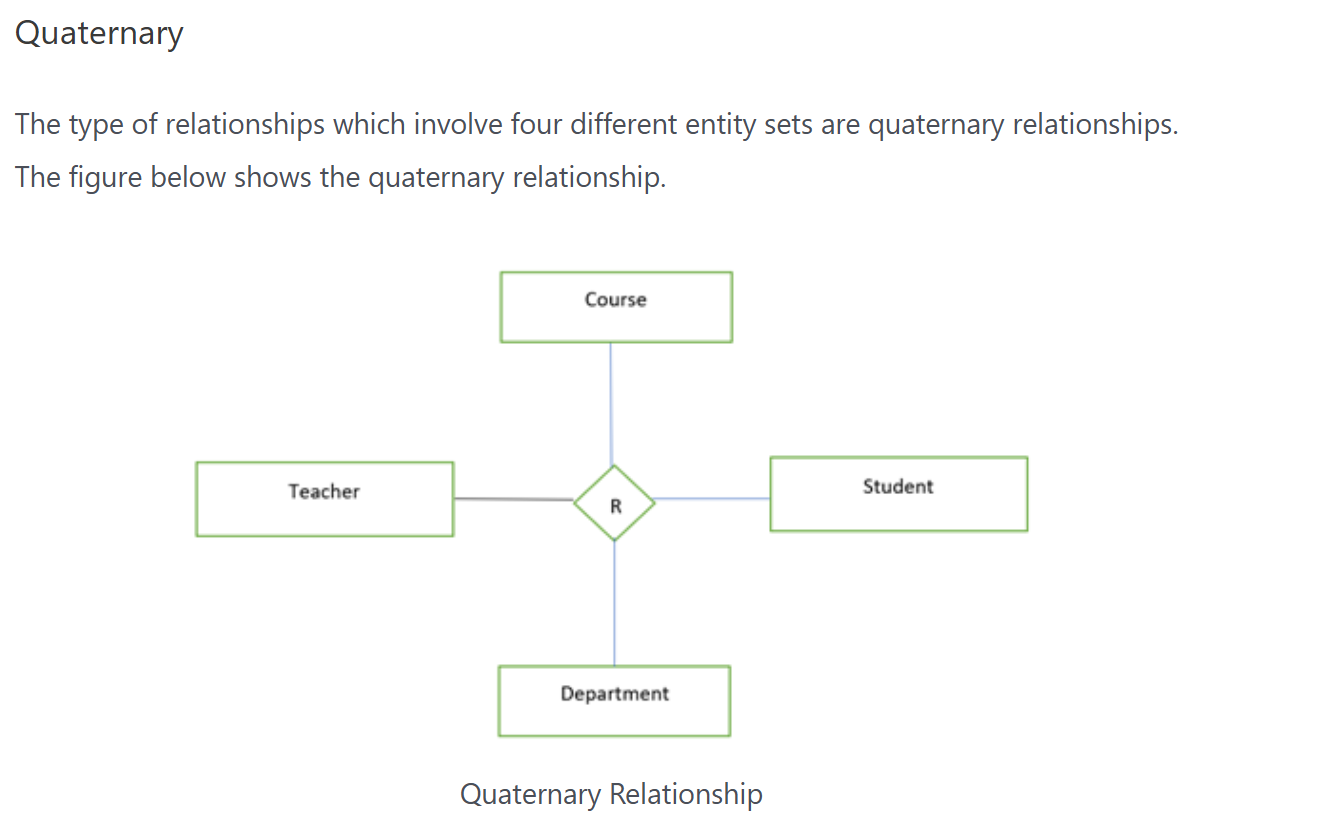 Quaternary
The type of relationships which involve four different entity sets are quaternary relationships.
The figure below shows the quaternary relationship.
Course
Teacher
R
Student
Department
Quaternary Relationship